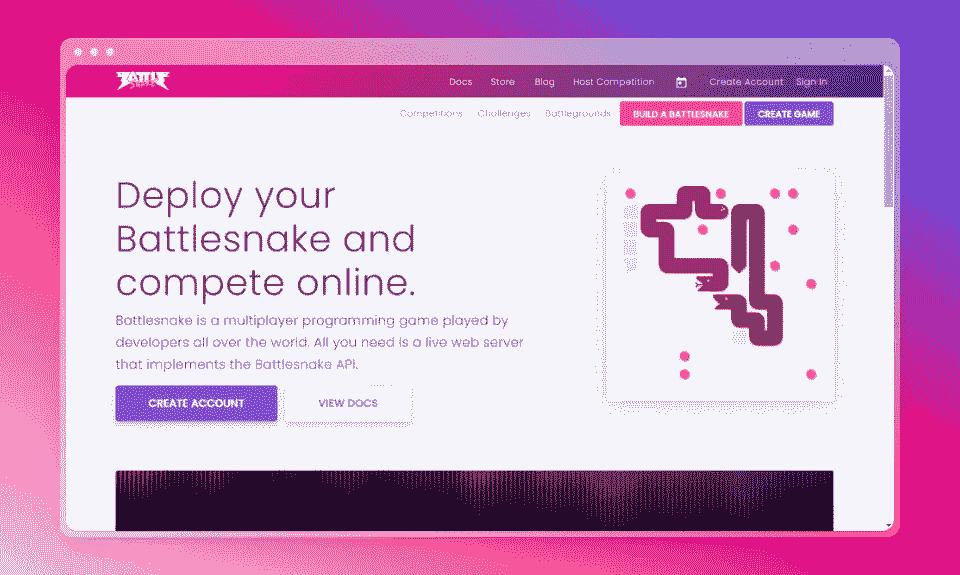 BATTLE
SNAKE
Docs Store Blog Host Competition Create Account Sign In
Competitions Challenges Battlegrounds BUILD A BATTLESNAKE CREATE GAME
Deploy your
Battlesnake and
compete online.
Battlesnake is a multiplayer programming game played by
developers all over the world. All you need is a live web server
that implements the Battlesnake API.
CREATE ACCOUNT VIEW DOCS